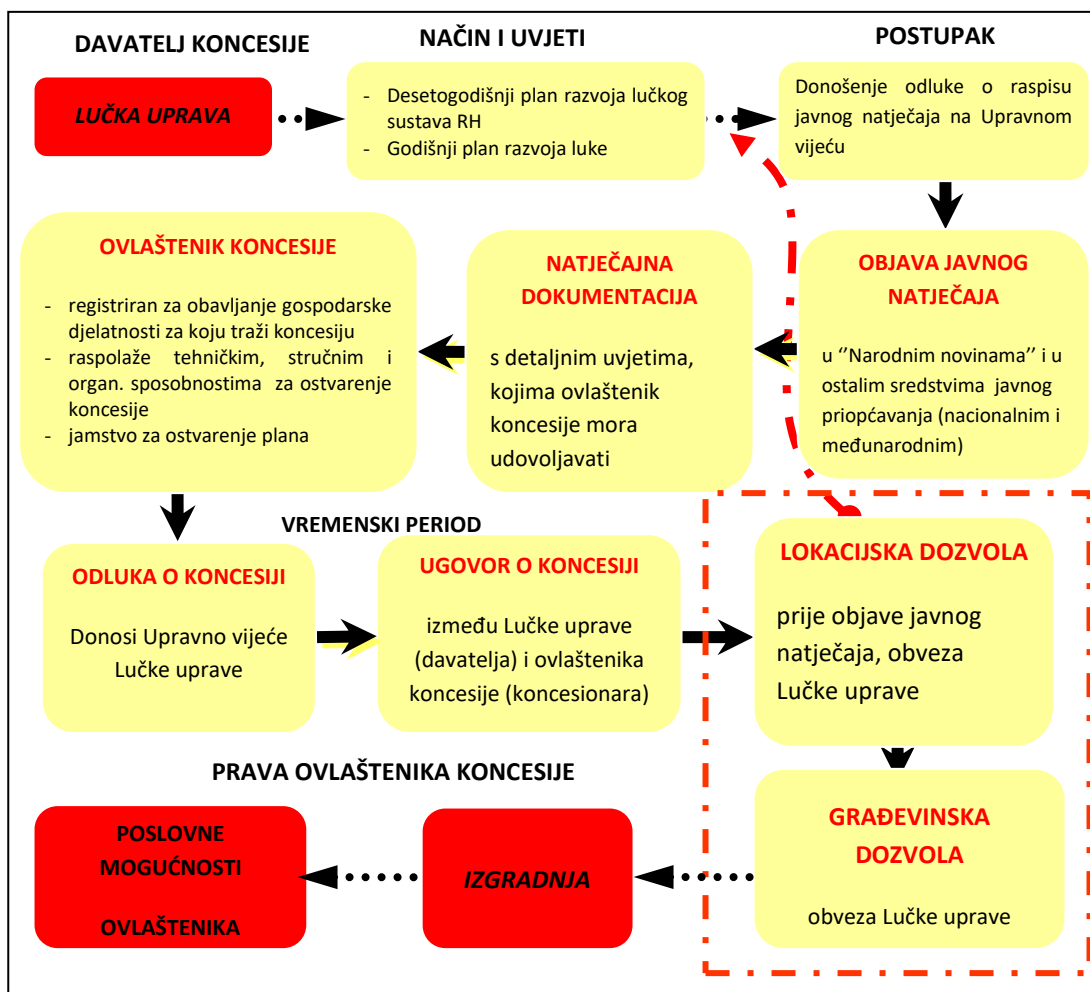 DAVATELJ KONCESIJE
NAČIN I UVJETI
POSTUPAK
LUČKA UPRAVA
- Desetogodišnji plan razvoja lučkog
sustava RH
- Godišnji plan razvoja luke
Donošenje odluke o raspisu
javnog natječaja na Upravnom
vijeću
OVLAŠTENIK KONCESIJE
- registriran za obavljanje gospodarske
djelatnosti za koju traži koncesiju
- raspolaže tehničkim, stručnim i
organ. sposobnostima za ostvarenje
koncesije
- jamstvo za ostvarenje plana
NATJEČAJNA
DOKUMENTACIJA
s detaljnim uvjetima,
kojima ovlaštenik
koncesije mora
udovoljavati
OBJAVA JAVNOG
NATJEČAJA
u ‘’Narodnim novinama’’ i u
ostalim sredstvima javnog
priopćavanja (nacionalnim i
međunarodnim)
VREMENSKI PERIOD
ODLUKA O KONCESIJI
Donosi Upravno vijeće
Lučke uprave
UGOVOR O KONCESIJI
između Lučke uprave
(davatelja) i ovlaštenika
koncesije (koncesionara)
LOKACIJSKA DOZVOLA
prije objave javnog
natječaja, obveza
Lučke uprave
PRAVA OVLAŠTENIKA KONCESIJE
POSLOVNE
MOGUĆNOSTI
OVLAŠTENIKA
IZGRADNJA
GRAĐEVINSKA
DOZVOLA
obveza Lučke uprave